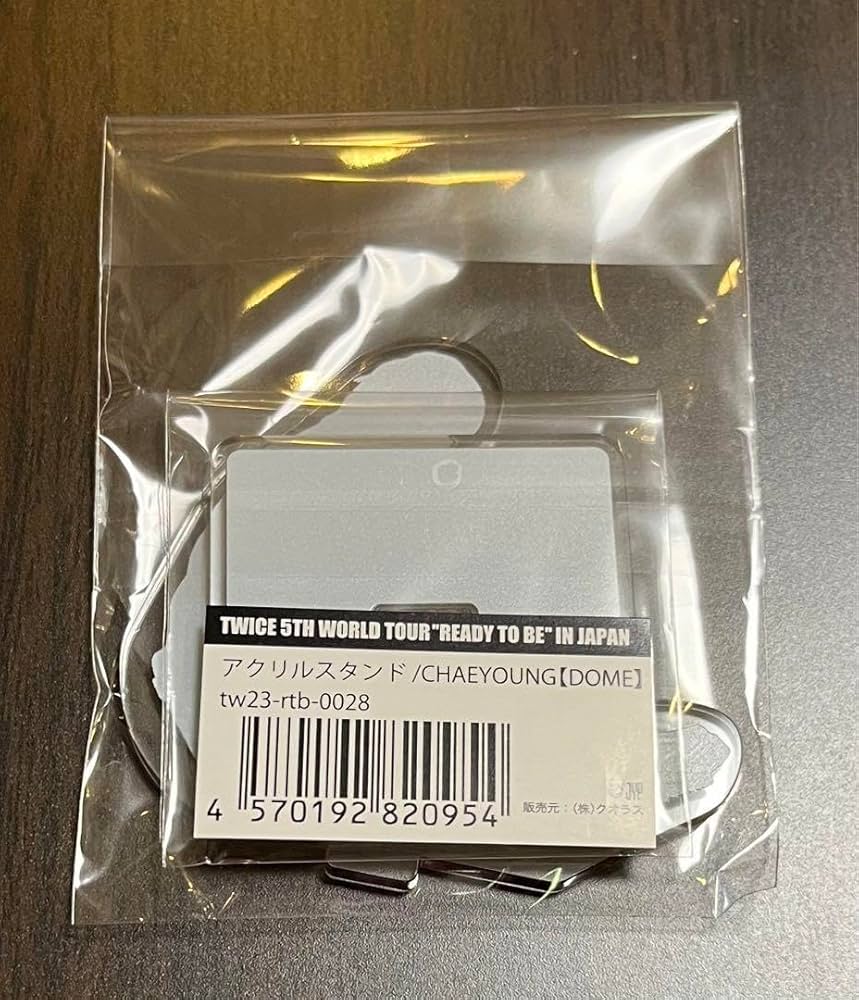 TWICE 5TH WORLD TOUR"READY TO BE" IN JAPAN
アクリルスタンド/CHAEYOUNG【DOME】
tw23-rtb-0028
4 570192 820954
JYP
販売元：(株)クオラス